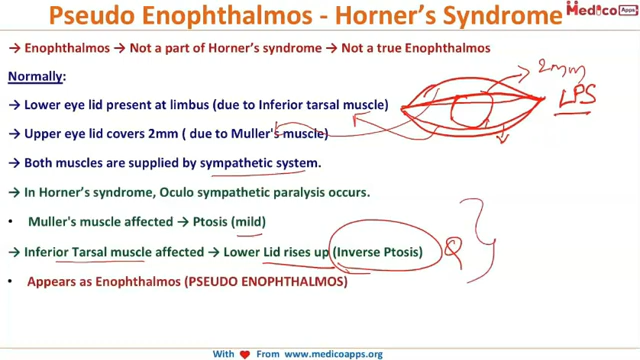 Pseudo Enophthalmos - Horner's Syndrome
Medico Apps
→ Enophthalmos → Not a part of Horner's syndrome → Not a true Enophthalmos
Normally:
2mm
LPS
→ Lower eye lid present at limbus (due to Inferior tarsal muscle)
→ Upper eye lid covers 2mm ( due to Muller's muscle)
→ Both muscles are supplied by sympathetic system.
→ In Horner's syndrome, Oculo sympathetic paralysis occurs.
• Muller's muscle affected → Ptosis (mild)
→ Inferior Tarsal muscle affected → Lower Lid rises up (Inverse Ptosis) Q
• Appears as Enophthalmos (PSEUDO ENOPHTHALMOS)
With ❤ From www.medicoapps.org